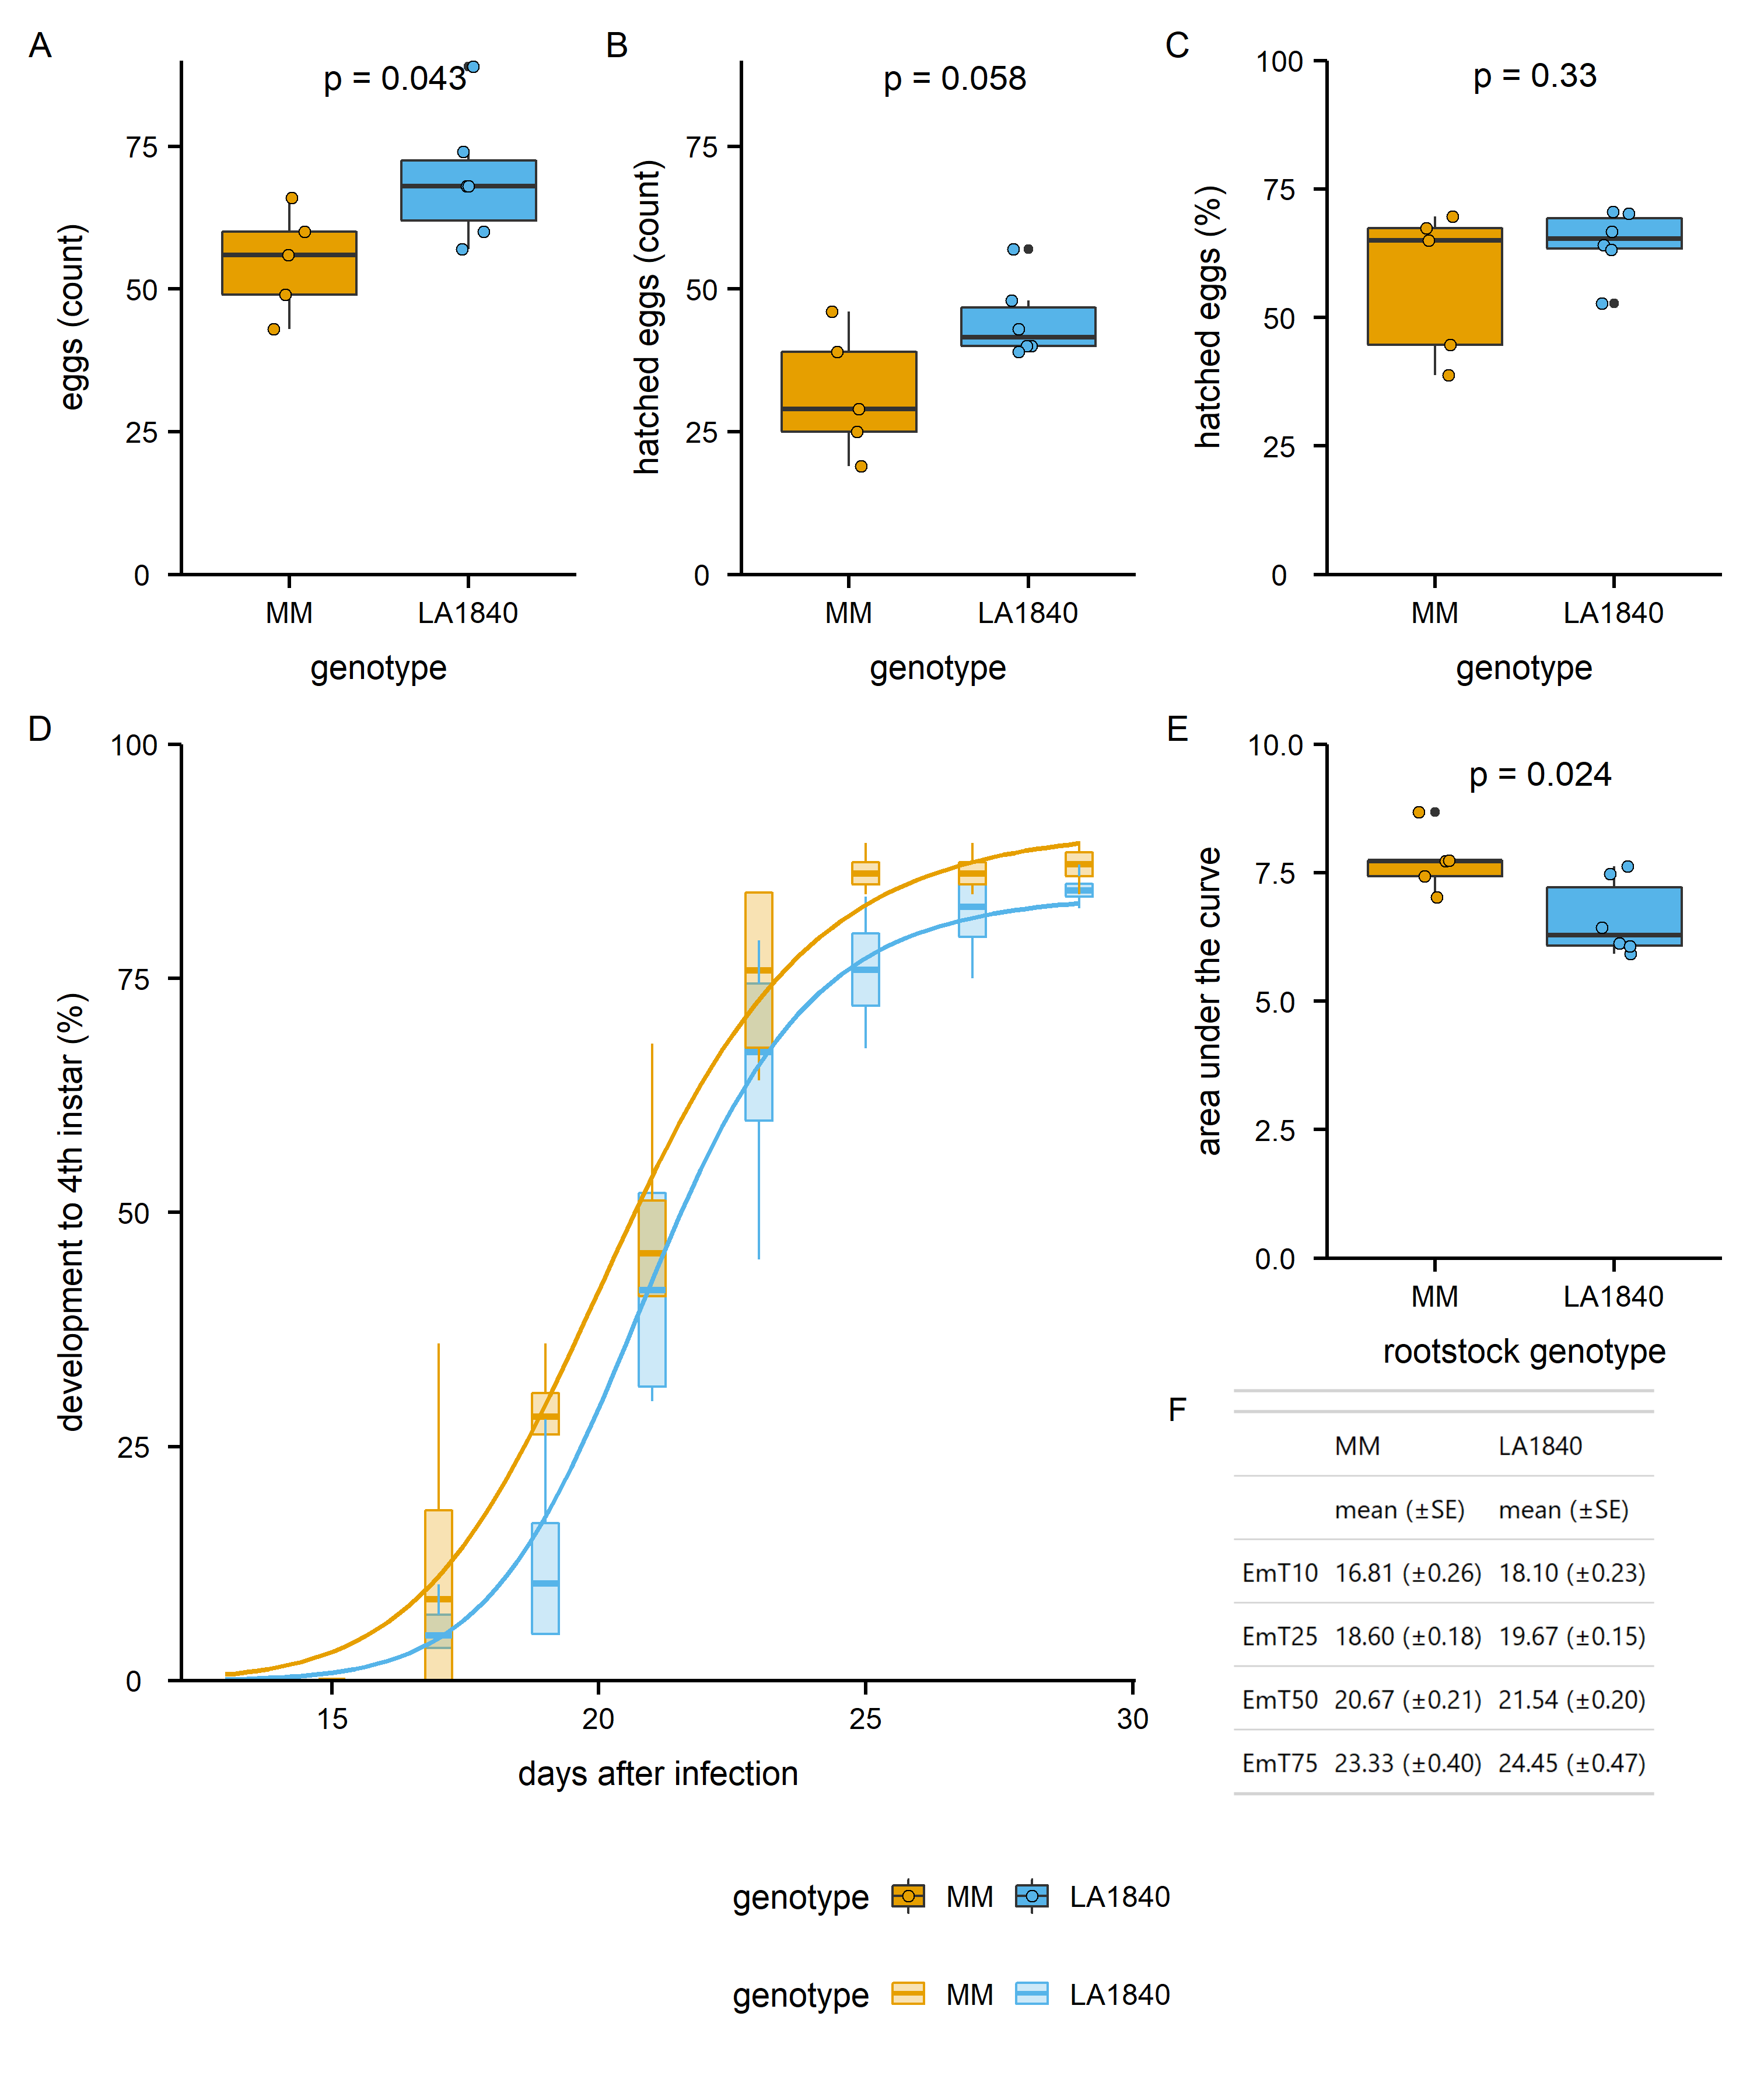 A
p = 0.043
75
50
25
0
eggs (count)
MM LA1840
genotype
B
p = 0.058
75
50
25
0
hatched eggs (count)
MM LA1840
genotype
C
p = 0.33
100
75
50
25
0
hatched eggs (%)
MM LA1840
genotype
D
100
75
50
25
0
development to 4th instar (%)
15 20 25 30
days after infection
E
p = 0.024
10.0
7.5
5.0
2.5
0.0
area under the curve
MM LA1840
rootstock genotype
F
MM LA1840
mean (±SE) mean (±SE)
EmT10 16.81 (±0.26) 18.10 (±0.23)
EmT25 18.60 (±0.18) 19.67 (±0.15)
EmT50 20.67 (±0.21) 21.54 (±0.20)
EmT75 23.33 (±0.40) 24.45 (±0.47)
genotype MM LA1840
genotype MM LA1840